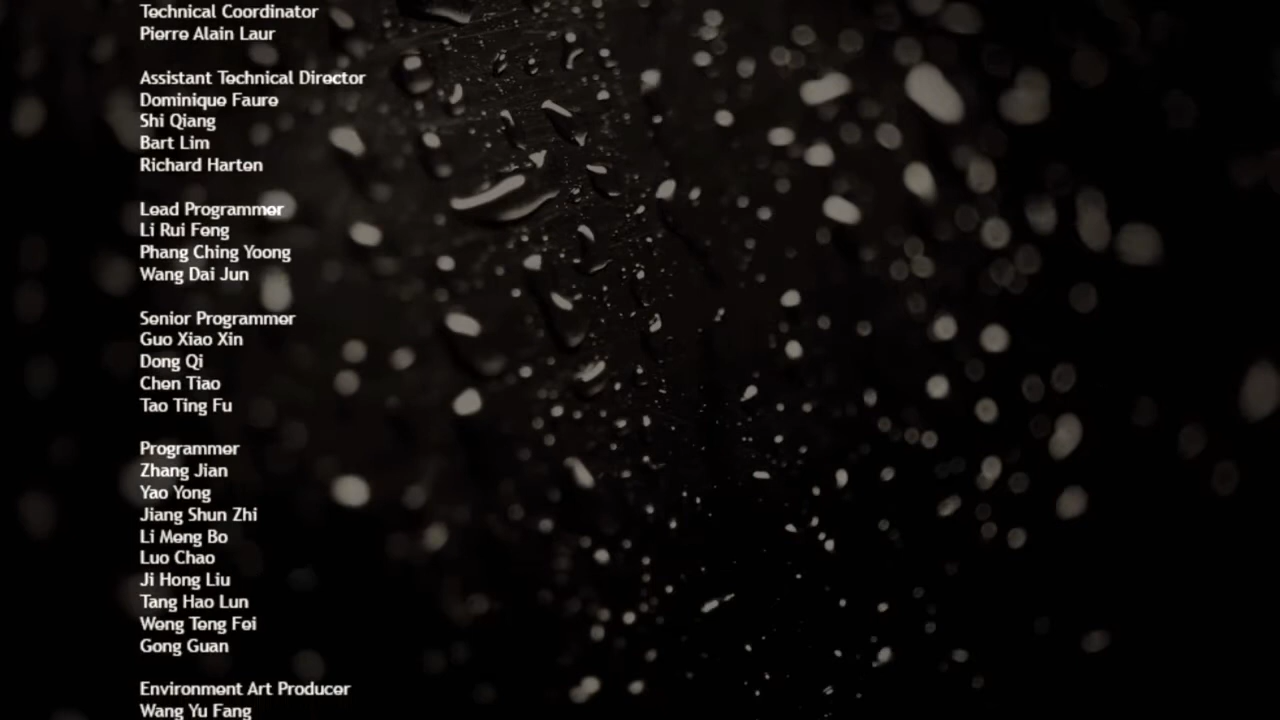 Technical Coordinator
Pierre Alain Laur
Assistant Technical Director
Dominique Faure
Shi Qiang
Bart Lim
Richard Harten
Lead Programmer
Li Rui Feng
Phang Ching Yoong
Wang Dai Jun
Senior Programmer
Guo Xiao Xin
Dong Qi
Chen Tiao
Tao Ting Fu
Programmer
Zhang Jian
Yao Yong
Jiang Shun Zhi
Li Meng Bo
Luo Chao
Ji Hong Liu
Tang Hao Lun
Weng Teng Fei
Gong Guan
Environment Art Producer
Wang Yu Fang